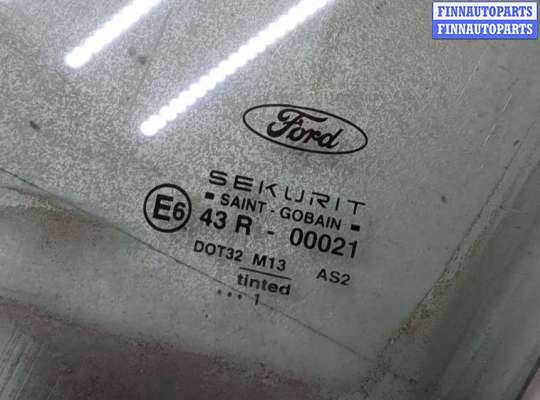 FINNAUTOPARTS
FINNAUTOPARTS
Ford
SEKURIT
▪ SAINT - GOBAIN ▪
E6 43 R - 00021
DOT32 M13 AS2
tinted
... 1